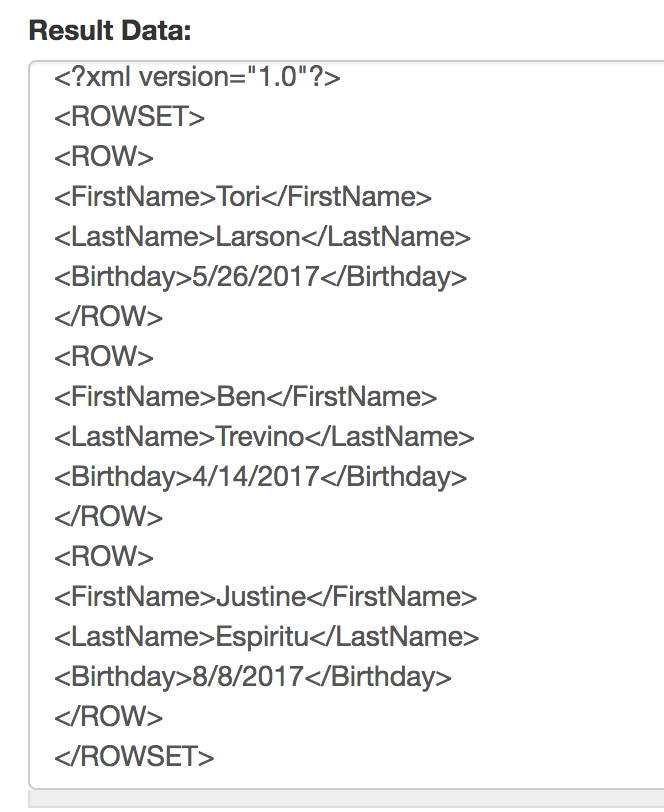 Result Data:
<?xml version="1.0"?>
<ROWSET>
<ROW>
<FirstName>Tori</FirstName>
<LastName>Larson</LastName>
<Birthday>5/26/2017</Birthday>
</ROW>
<ROW>
<FirstName>Ben</FirstName>
<LastName>Trevino</LastName>
<Birthday>4/14/2017</Birthday>
</ROW>
<ROW>
<FirstName>Justine</FirstName>
<LastName>Espiritu</LastName>
<Birthday>8/8/2017</Birthday>
</ROW>
</ROWSET>